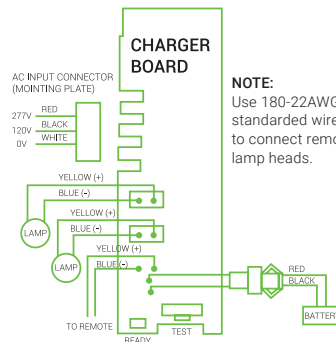 CHARGER
BOARD
AC INPUT CONNECTOR
(MOINTING PLATE)
277V RED
120V BLACK
0V WHITE
NOTE:
Use 180-22AWG
standarded wire
to connect remo
lamp heads.
YELLOW (+)
BLUE (-)
LAMP
YELLOW (+)
BLUE (-)
LAMP
YELLOW (+)
BLUE (-)
RED
BLACK
BATTERY
TO REMOTE
READY
TEST